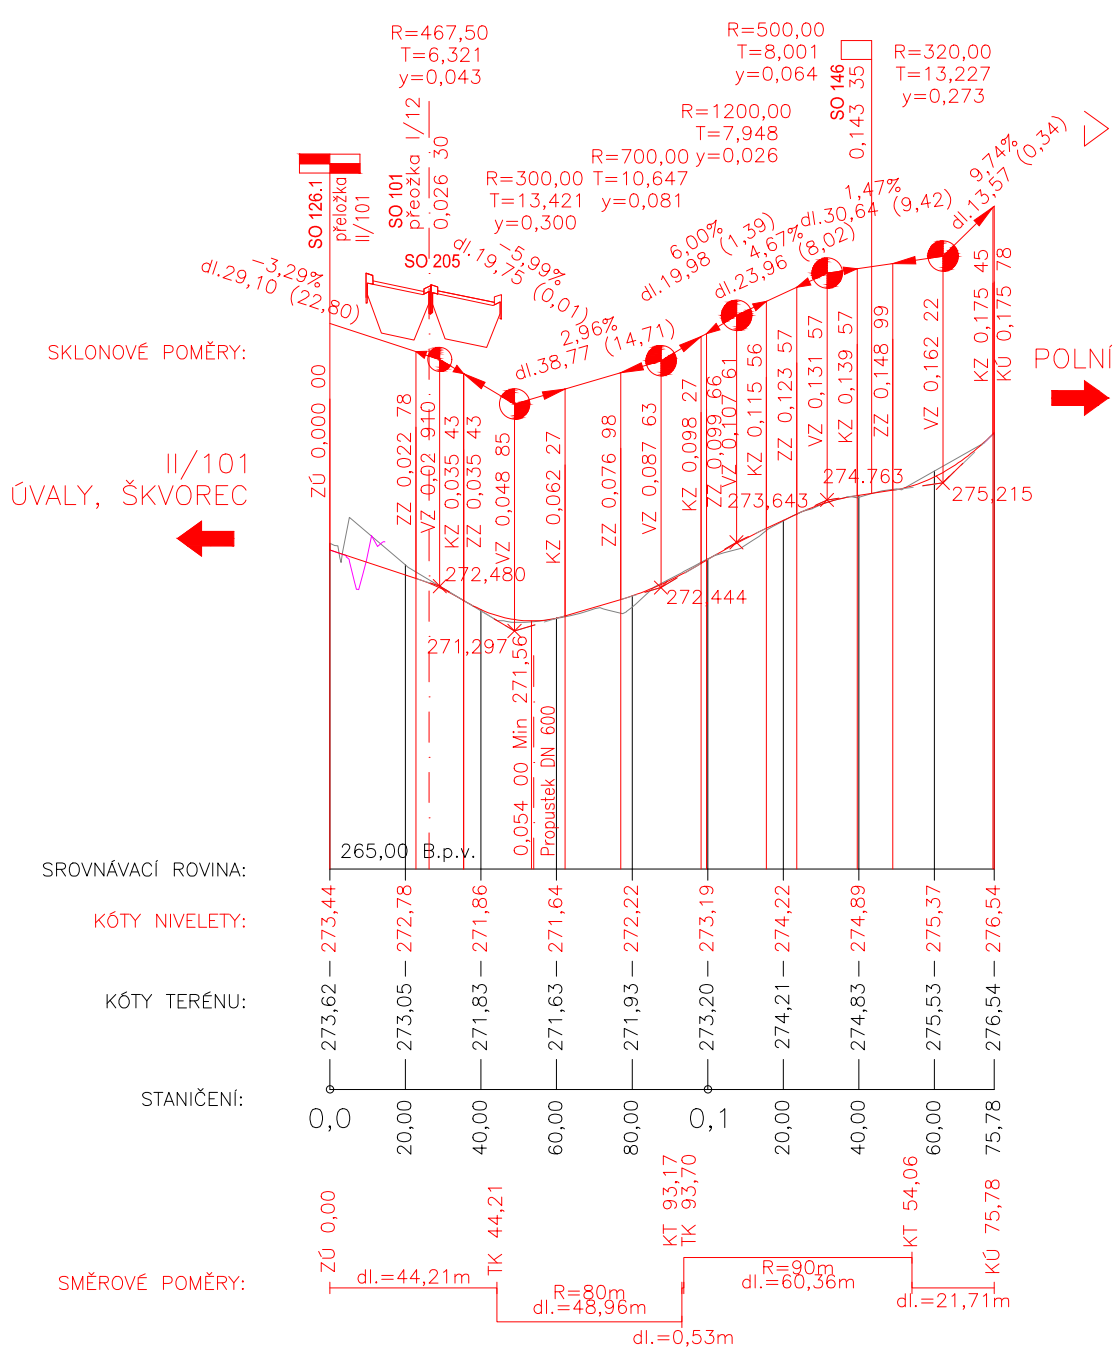 R=467,50
T=6,321
y=0,043
R=500,00
T=8,001
y=0,064
R=320,00
T=13,227
y=0,273
R=1200,00
T=7,948
y=0,026
R=700,00
T=10,647
y=0,081
R=300,00
T=13,421
y=0,300
SO 126.1
přeložka
II/101
SO 101
přeožka I/12
0,026 30
SO 146
0,143 35
SO 205
-3,29%
dl.29,10 (22,80)
-5,99%
dl.19,75 (0,01)
2,96%
dl.38,77 (14,71)
6,00%
dl.19,98 (1,39)
4,67%
dl.23,96 (8,02)
1,47%
dl.30,64 (9,42)
9,74%
dl.13,57 (0,34)
SKLONOVÉ POMĚRY:
POLNÍ
II/101
ÚVALY, ŠKVOREC
ZÚ 0,000 00
ZZ 0,022 78
VZ 0,02 910
KZ 0,035 43
ZZ 0,035 43
VZ 0,048 85
KZ 0,062 27
ZZ 0,076 98
VZ 0,087 63
KZ 0,098 27
ZZ 0,099 66
VZ 0,107 61
KZ 0,115 56
ZZ 0,123 57
VZ 0,131 57
KZ 0,139 57
ZZ 0,148 99
VZ 0,162 22
KZ 0,175 45
KÚ 0,175 78
272,480
271,297
272,444
273,643
274,763
275,215
0,054 00 Min 271,56
Propustek DN 600
265,00 B.p.v.
SROVNÁVACÍ ROVINA:
KÓTY NIVELETY: 273,44 272,78 271,86 271,64 272,22 273,19 274,22 274,89 275,37 276,54
KÓTY TERÉNU: 273,62 273,05 271,83 271,63 271,93 273,20 274,21 274,83 275,53 276,54
STANIČENÍ: 0,0 20,00 40,00 60,00 80,00 0,1 20,00 40,00 60,00 75,78
ZÚ 0,00
TK 44,21
KT 93,17
TK 93,70
KT 54,06
KÚ 75,78
SMĚROVÉ POMĚRY:
dl.=44,21m
R=80m
dl.=48,96m
dl.=0,53m
R=90m
dl.=60,36m
dl.=21,71m